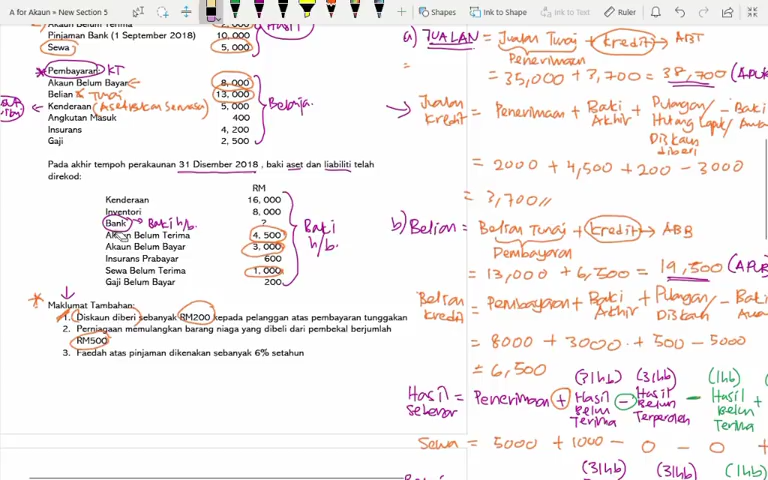 A for Akaun » New Section 5
Shapes
Ink to Shape
Ink to Text
Ruler
Akaun Belum Terima
Pinjaman Bank (1 September 2018) 10, 000
Sewa 5, 000
Hasil
*Pembayaran KT
Akaun Belum Bayar 8, 000
Belian Tunai 13, 000
Kenderaan (Aset Bukan Semasa) 5, 000
Angkutan Masuk 400
Insurans 4, 200
Gaji 2, 500
Belanja
Pada akhir tempoh perakaunan 31 Disember 2018, baki aset dan liabiliti telah
direkod:
RM
Kenderaan 16, 000
Inventori 8, 000
Bank Baki h/b. ?
Akaun Belum Terima 4, 500
Akaun Belum Bayar 3, 000
Insurans Prabayar 600
Sewa Belum Terima 1, 000
Gaji Belum Bayar 200
Baki
h/b.
* Maklumat Tambahan:
1. Diskaun diberi sebanyak RM200 kepada pelanggan atas pembayaran tunggakan
2. Perniagaan memulangkan barang niaga yang dibeli dari pembekal berjumlah
RM500
3. Faedah atas pinjaman dikenakan sebanyak 6% setahun
a) JUALAN = Jualan Tunai + Kredit → ABT
Penerimaan
= 35,000 + 3,700 = 38,700
→ Jualan Kredit = Penerimaan + Baki Akhir + Pulangan/ Hutang Lapuk/ Diskaun diberi - Baki
= 2000 + 4,500 + 200 - 3000
= 3,700 //
b) Belian = Belian Tunai + Kredit → ABB
Pembayaran
= 13,000 + 6,500 = 19,500
Belian Kredit = Pembayaran + Baki Akhir + Pulangan/ Diskaun - Baki
= 8000 + 3000 + 500 - 5000
= 6,500
(31hb) (31hb) (1hb)
Hasil sebenar = Penerimaan + Hasil Belum Terima - Hasil Belum Terperoleh - Hasil Belum Terima +
Sewa = 5000 + 1000 - 0 - 0 +
(31hb) (31hb) (1hb)